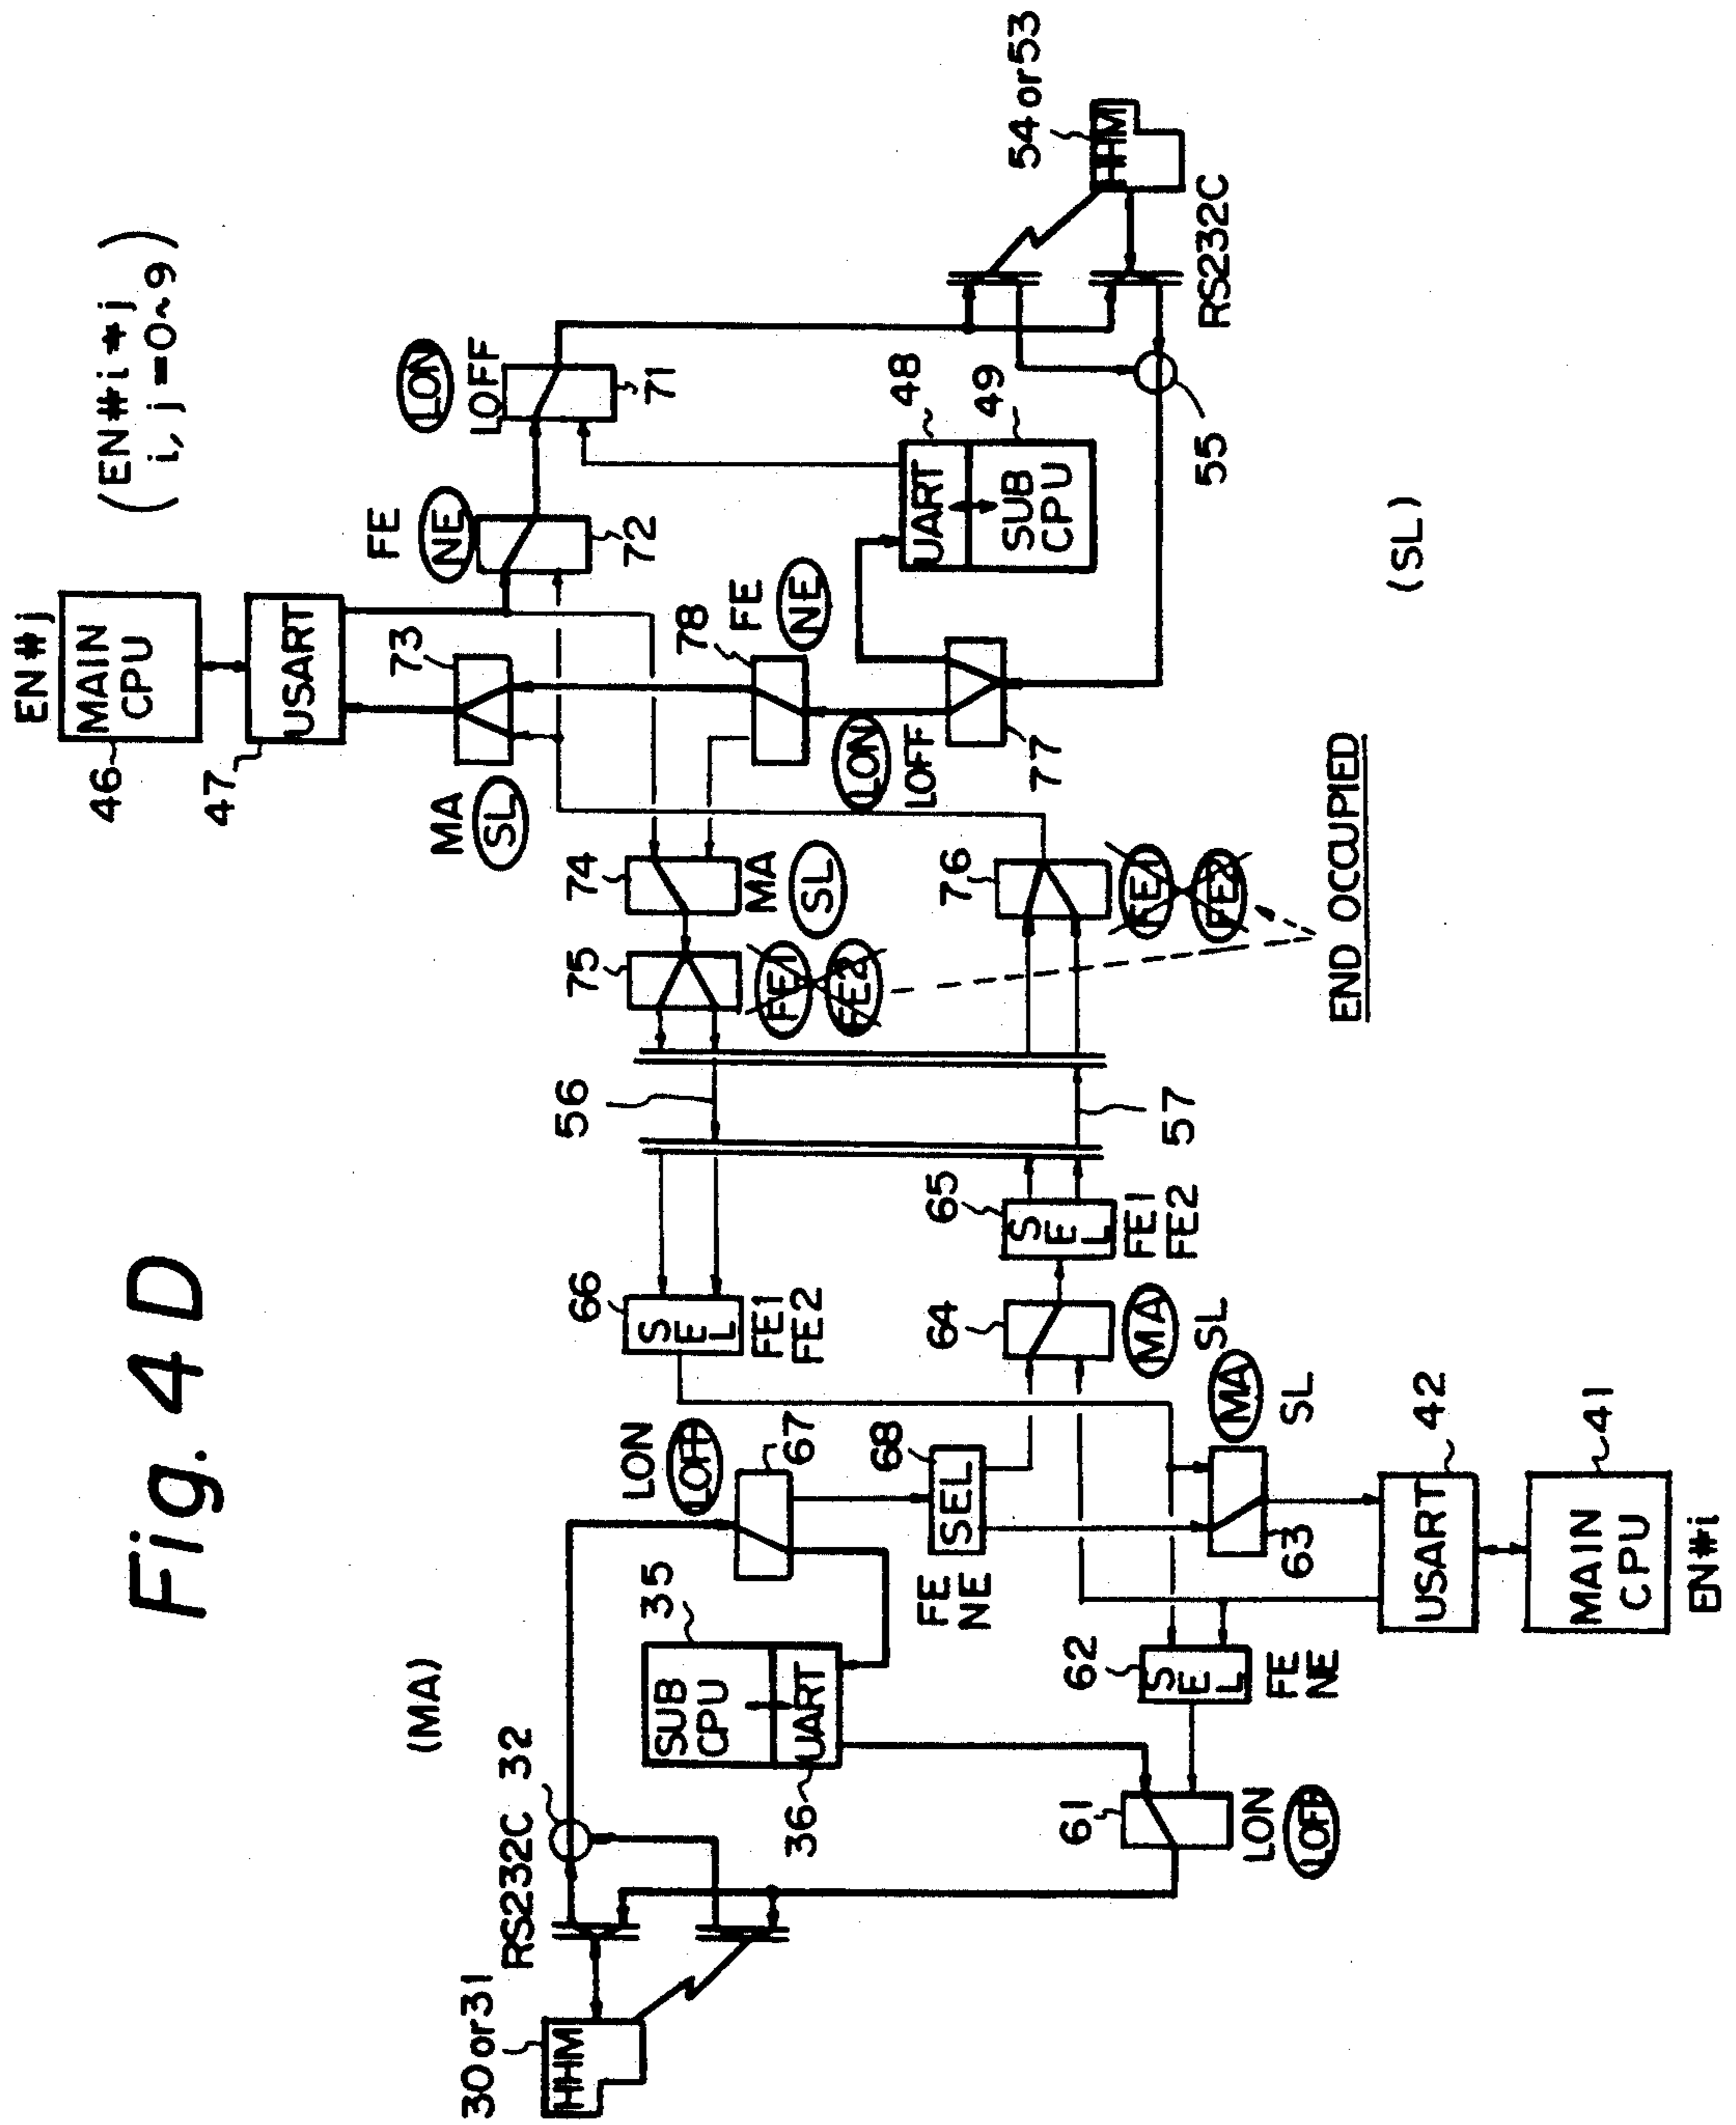 Fig. 4 D
(MA)
30 or 31
HHM
RS232C
32
SUB
CPU
UART
35
36
LON
LOFF
67
61
LON
LOFF
SEL
68
FE
NE
62
SEL
FE
NE
63
MA
SL
64
MA
SL
65
SEL
FE1
FE2
66
SEL
FE1
FE2
USART
42
MAIN
CPU
41
EN#i
56
57
(EN#i*j
i, j = 0~9)
EN#j
MAIN
CPU
46
USART
47
73
MA
SL
74
MA
SL
75
FE1
FE2
76
FE1
FE2
END OCCUPIED
FE
NE
72
LON
LOFF
71
78
FE
NE
LON
LOFF
77
UART
48
SUB
CPU
49
55
54 or 53
HHM
RS232C
(SL)